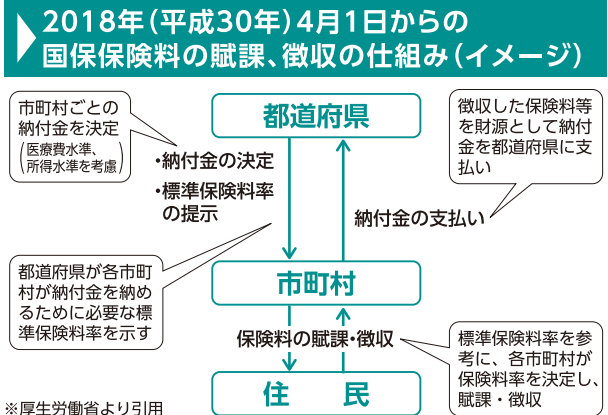 2018年(平成30年)4月1日からの
国保保険料の賦課、徴収の仕組み(イメージ)
市町村ごとの
納付金を決定
(医療費水準、
所得水準を考慮)
都道府県
徴収した保険料等
を財源として納付
金を都道府県に支
払い
・納付金の決定
・標準保険料率
の提示
納付金の支払い
都道府県が各市町
村が納付金を納め
るために必要な標
準保険料率を示す
市町村
保険料の賦課・徴収
標準保険料率を参
考に、各市町村が
保険料率を決定し、
賦課・徴収
住 民
※厚生労働省より引用